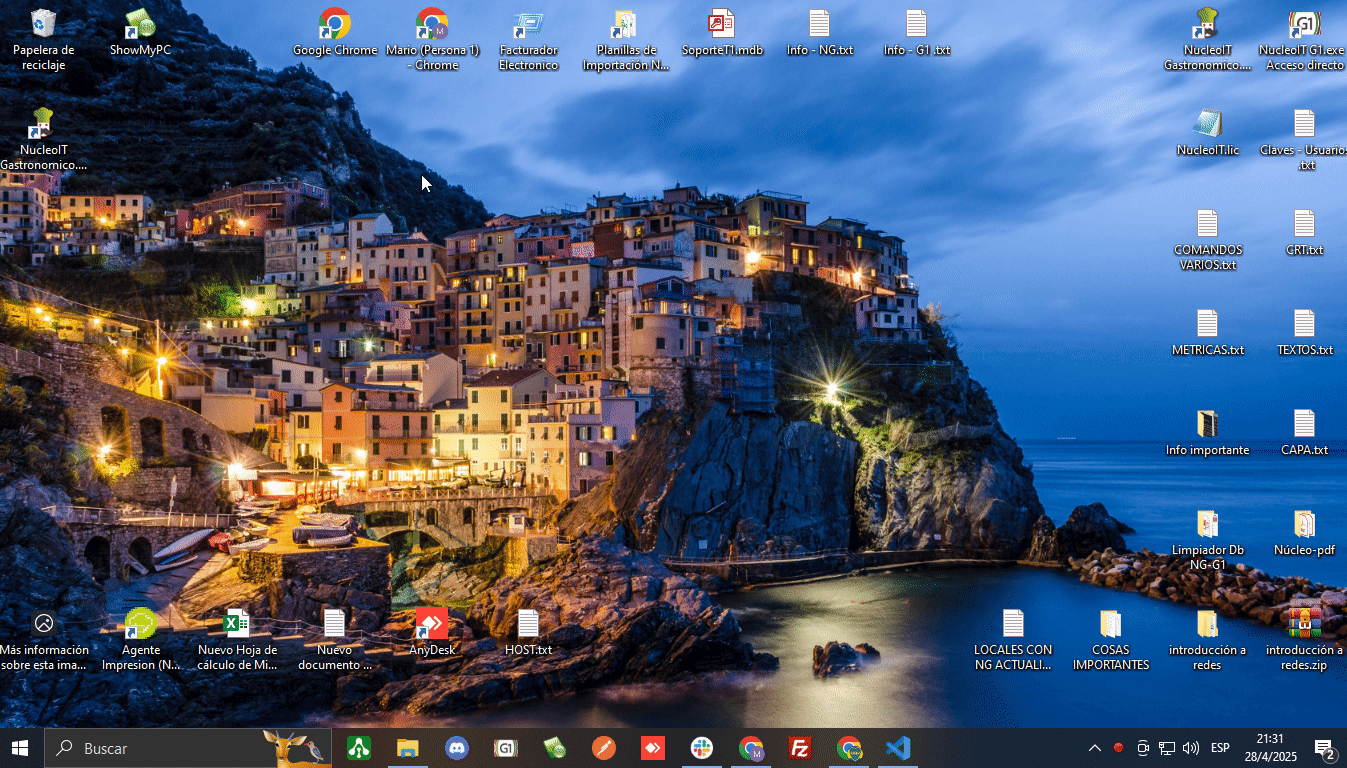 Papelera de
reciclaje
ShowMyPC
Google Chrome
Mario (Persona 1)
- Chrome
Facturador
Electronico
Planillas de
Importación N...
SoporteT1.mdb
Info - NG.txt
Info - G1 .txt
NucleoIT
Gastronomico....
NucleoIT G1.exe
Acceso directo
NucleoIT
Gastronomico....
NucleoIT.lic
Claves - Usuarios
.txt
COMANDOS
VARIOS.txt
CRT.txt
METRICAS.txt
TEXTOS.txt
Info importante
CAPA.txt
Limpiador Db
NG-G1
Núcleo-pdf
Más información
sobre esta ima...
Agente
Impresion (N...
Nuevo Hoja de
cálculo de Mi...
Nuevo
documento ...
AnyDesk
HOST.txt
LOCALES CON
NG ACTUALI...
COSAS
IMPORTANTES
introducción a
redes
introducción a
redes.zip
Buscar
G1
M
ESP
21:31
28/4/2025
2